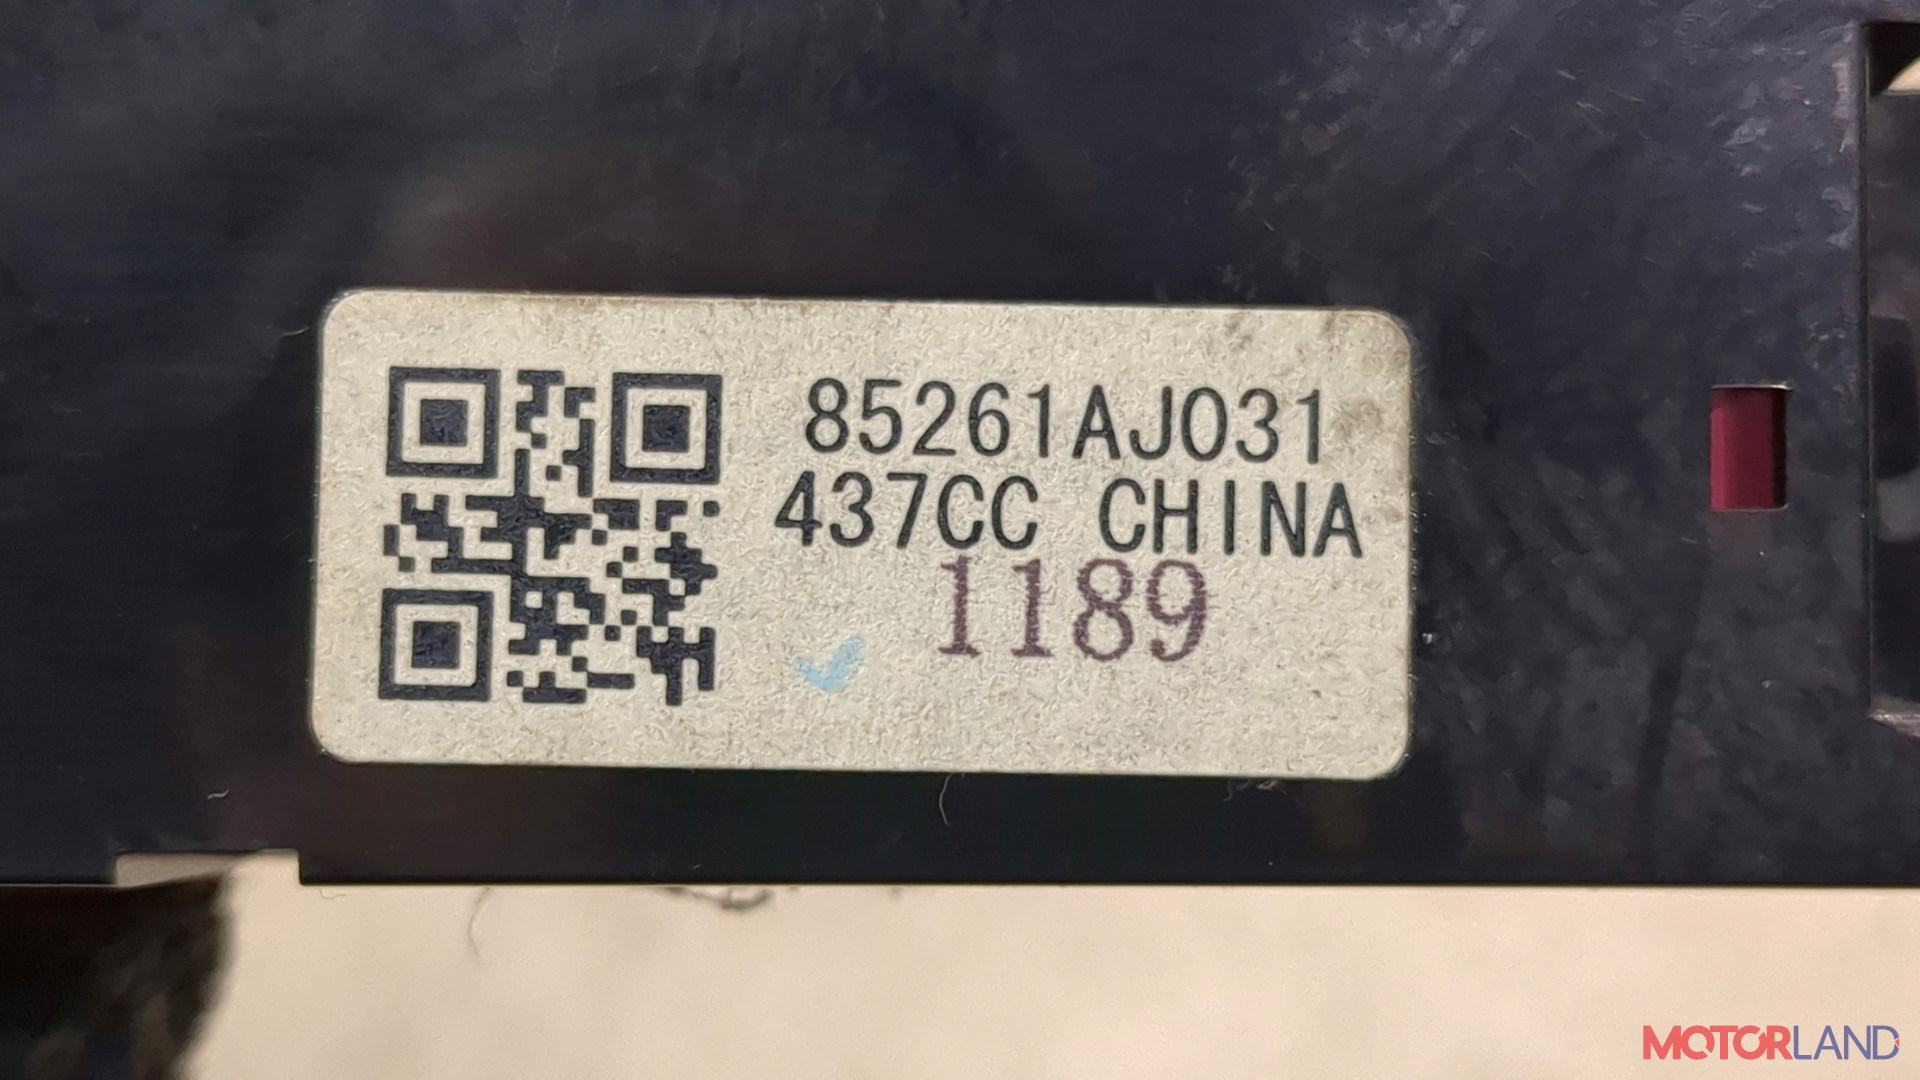 85261AJ031
437CC CHINA
1189
MOTORLAND